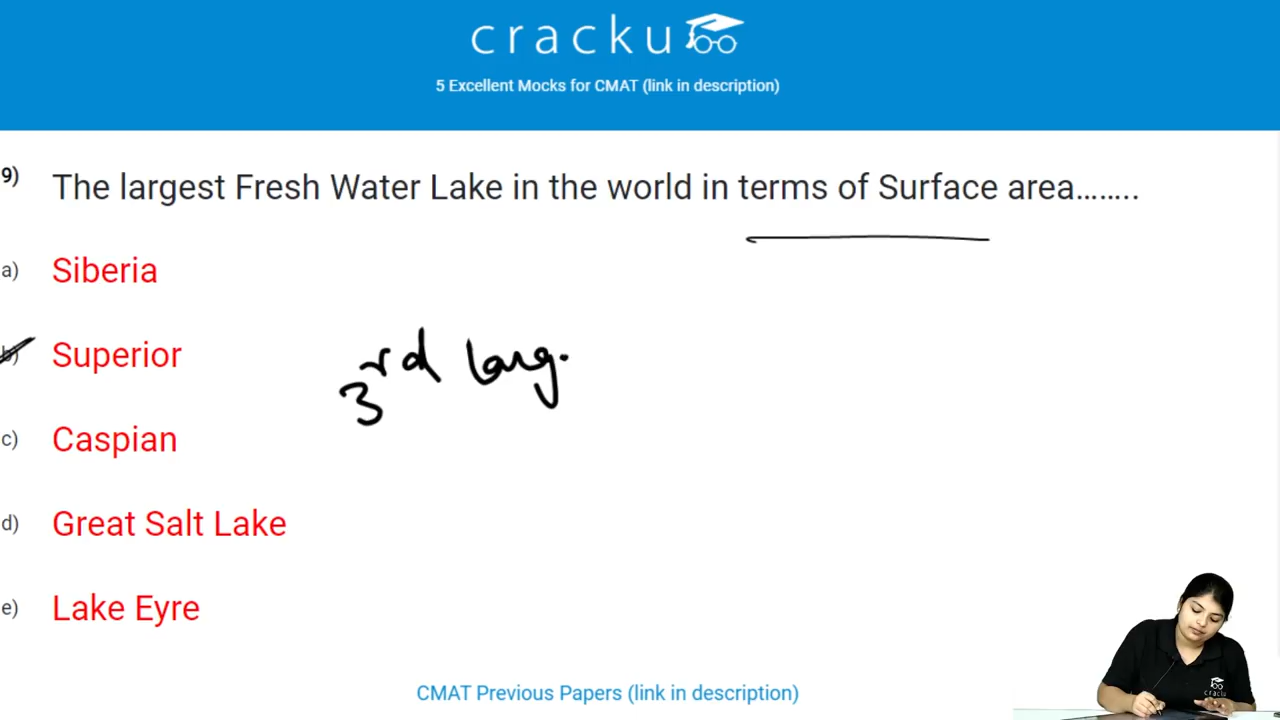 cracku
5 Excellent Mocks for CMAT (link in description)
9) The largest Fresh Water Lake in the world in terms of Surface area........
a) Siberia
b) Superior
3rd larg.
c) Caspian
d) Great Salt Lake
e) Lake Eyre
cracku
CMAT Previous Papers (link in description)